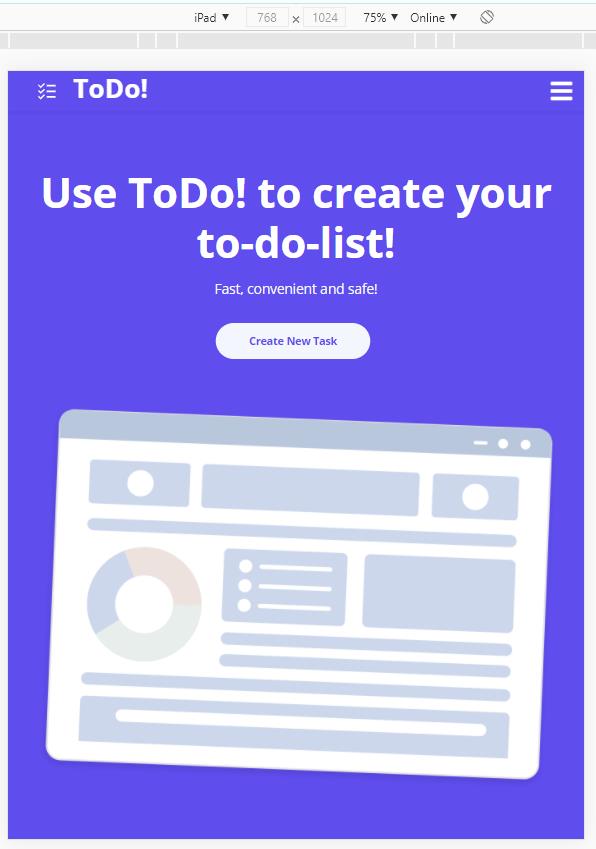 iPad ▼ 768 × 1024 75% ▼ Online ▼
ToDo!
Use ToDo! to create your
to-do-list!
Fast, convenient and safe!
Create New Task